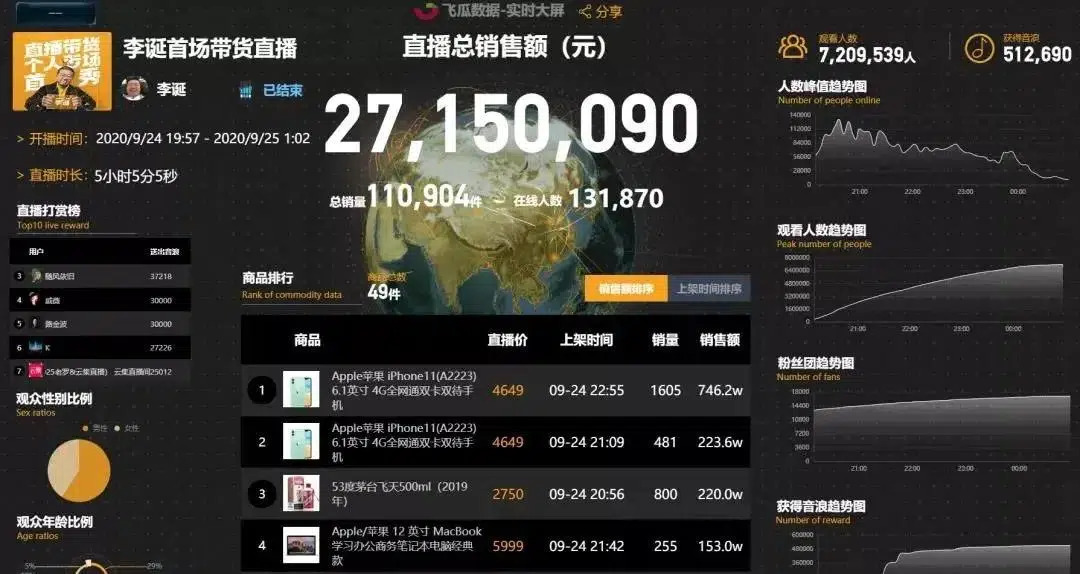 飞瓜数据-实时大屏
分享
直播带货
个人专场
首秀
李诞首场带货直播
李诞
已结束
> 开播时间： 2020/9/24 19:57 - 2020/9/25 1:02
> 直播时长： 5小时5分5秒
直播打赏榜
Top10 live reward
用户 送出音浪
3 随风依旧 37218
4 戚薇 30000
5 路金波 30000
6 K 27226
7 云集直播间25012
观众性别比例
Sex ratios
男性 女性
观众年龄比例
Age ratios
5% 29%
直播总销售额（元）
27,150,090
总销量110,904件
在线人数 131,870
商品排行
Rank of commodity data
商品总数
49件
销售额排序 上架时间排序
商品 直播价 上架时间 销量 销售额
1 Apple苹果 iPhone11(A2223)
6.1英寸 4G全网通双卡双待手
机
4649 09-24 22:55 1605 746.2w
2 Apple苹果 iPhone11(A2223)
6.1英寸 4G全网通双卡双待手
机
4649 09-24 21:09 481 223.6w
3 53度茅台飞天500ml（2019
年）
2750 09-24 20:56 800 220.0w
4 Apple/苹果 12 英寸 MacBook
学习办公商务笔记本电脑经典
款
5999 09-24 21:42 255 153.0w
观看人数
7,209,539人
获得音浪
512,690
人数峰值趋势图
Number of people online
140000
112000
84000
56000
28000
0
21:00 22:00 23:00 00:00
观看人数趋势图
Peak number of people
8000000
6400000
4800000
3200000
1600000
0
21:00 22:00 23:00 00:00
粉丝团趋势图
Number of fans
18000
14400
10800
7200
3600
0
21:00 22:00 23:00 00:00
获得音浪趋势图
Number of reward
600000
480000
360000